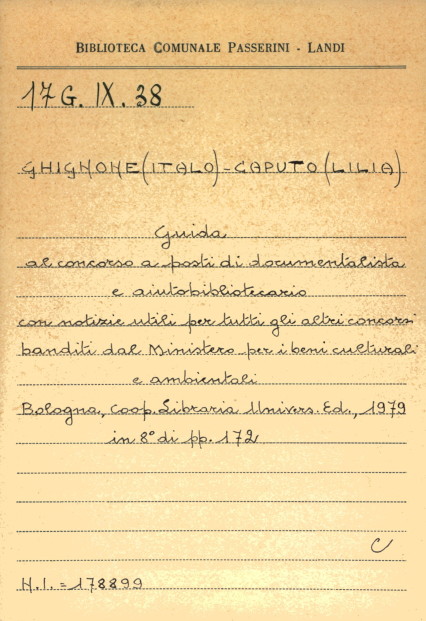 BIBLIOTECA COMUNALE PASSERINI - LANDI
17 G. IX. 38
GHIGNONE (ITALO) - CAPUTO (LILIA)
Guida
al concorso a posti di documentalista
e aiutobibliotecario
con notizie utili per tutti gli altri concorsi
banditi dal Ministero per i beni culturali
e ambientali
Bologna, Coop. Libraria Univers. Ed., 1979
in 8° di pp. 172
C
N.I. = 178899